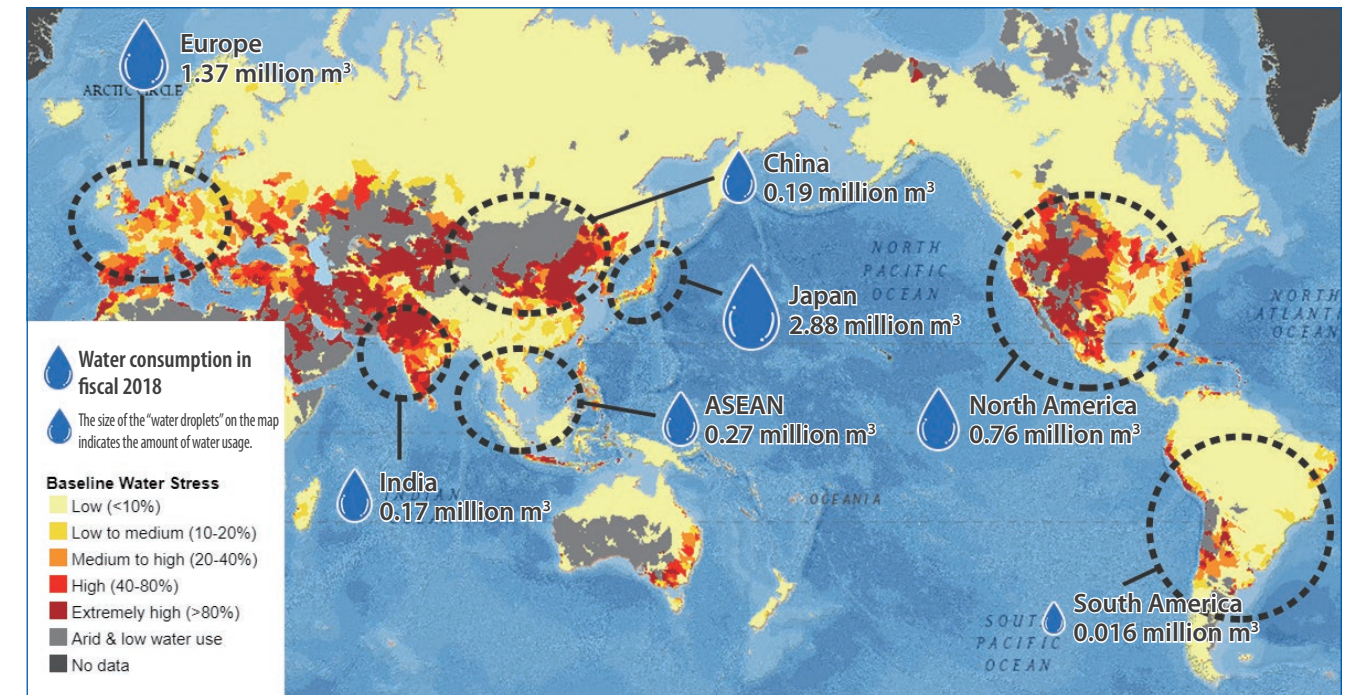 Europe
1.37 million m³
ARCTIC CIRCLE
China
0.19 million m³
NORTH
PACIFIC
OCEAN
Japan
2.88 million m³
NORTH
ATLANTIC
OCEAN
Water consumption in
fiscal 2018
The size of the “water droplets” on the map
indicates the amount of water usage.
ASEAN
0.27 million m³
North America
0.76 million m³
India
0.17 million m³
INDIAN
OCEANIA
Baseline Water Stress
Low (<10%)
Low to medium (10-20%)
Medium to high (20-40%)
High (40-80%)
Extremely high (>80%)
Arid & low water use
No data
South America
0.016 million m³
SOUTH
PACIFIC
OCEAN